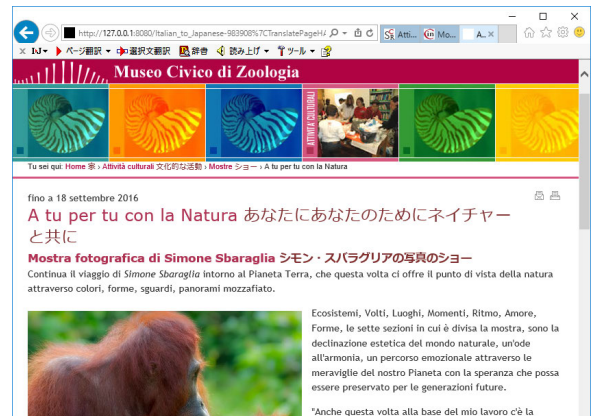 http://127.0.0.1:8080/Italian_to_Japanese-983908%7CTranslatePageH
Atti...
Mo...
A...
ページ翻訳
選択文翻訳
辞書
読み上げ
ツール
Museo Civico di Zoologia
ATTIVITA' CULTURALI
Tu sei qui: Home 家 › Attività culturali 文化的な活動 › Mostre ショー › A tu per tu con la Natura
fino a 18 settembre 2016
A tu per tu con la Natura あなたにあなたのためにネイチャー
と共に
Mostra fotografica di Simone Sbaraglia シモン・スバラグリアの写真のショー
Continua il viaggio di Simone Sbaraglia intorno al Pianeta Terra, che questa volta ci offre il punto di vista della natura
attraverso colori, forme, sguardi, panorami mozzafiato.
Ecosistemi, Volti, Luoghi, Momenti, Ritmo, Amore,
Forme, le sette sezioni in cui è divisa la mostra, sono la
declinazione estetica del mondo naturale, un'ode
all'armonia, un percorso emozionale attraverso le
meraviglie del nostro Pianeta con la speranza che possa
essere preservato per le generazioni future.
"Anche questa volta alla base del mio lavoro c'è la